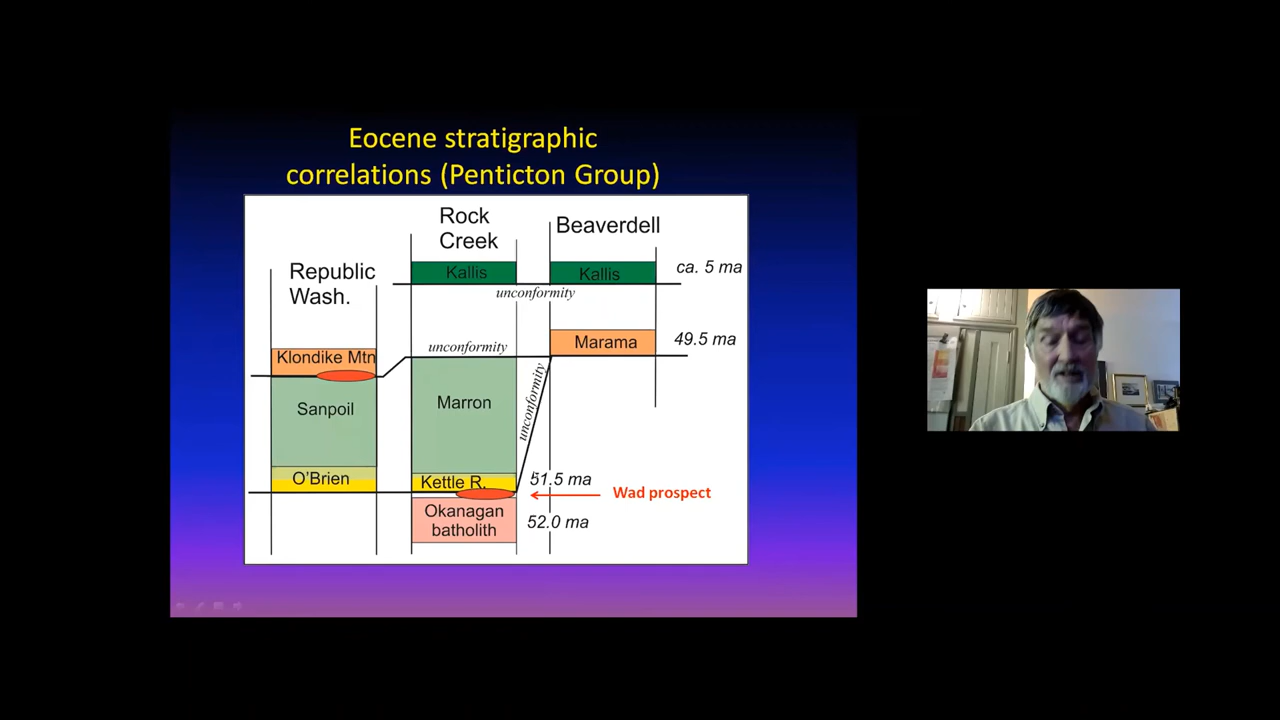 Eocene stratigraphic
correlations (Penticton Group)
Rock
Creek
Beaverdell
Republic
Wash.
Kallis
Kallis
ca. 5 ma
unconformity
Marama
49.5 ma
Klondike Mtn
unconformity
Sanpoil
Marron
unconformity
O'Brien
Kettle R.
51.5 ma
Wad prospect
Okanagan
batholith
52.0 ma